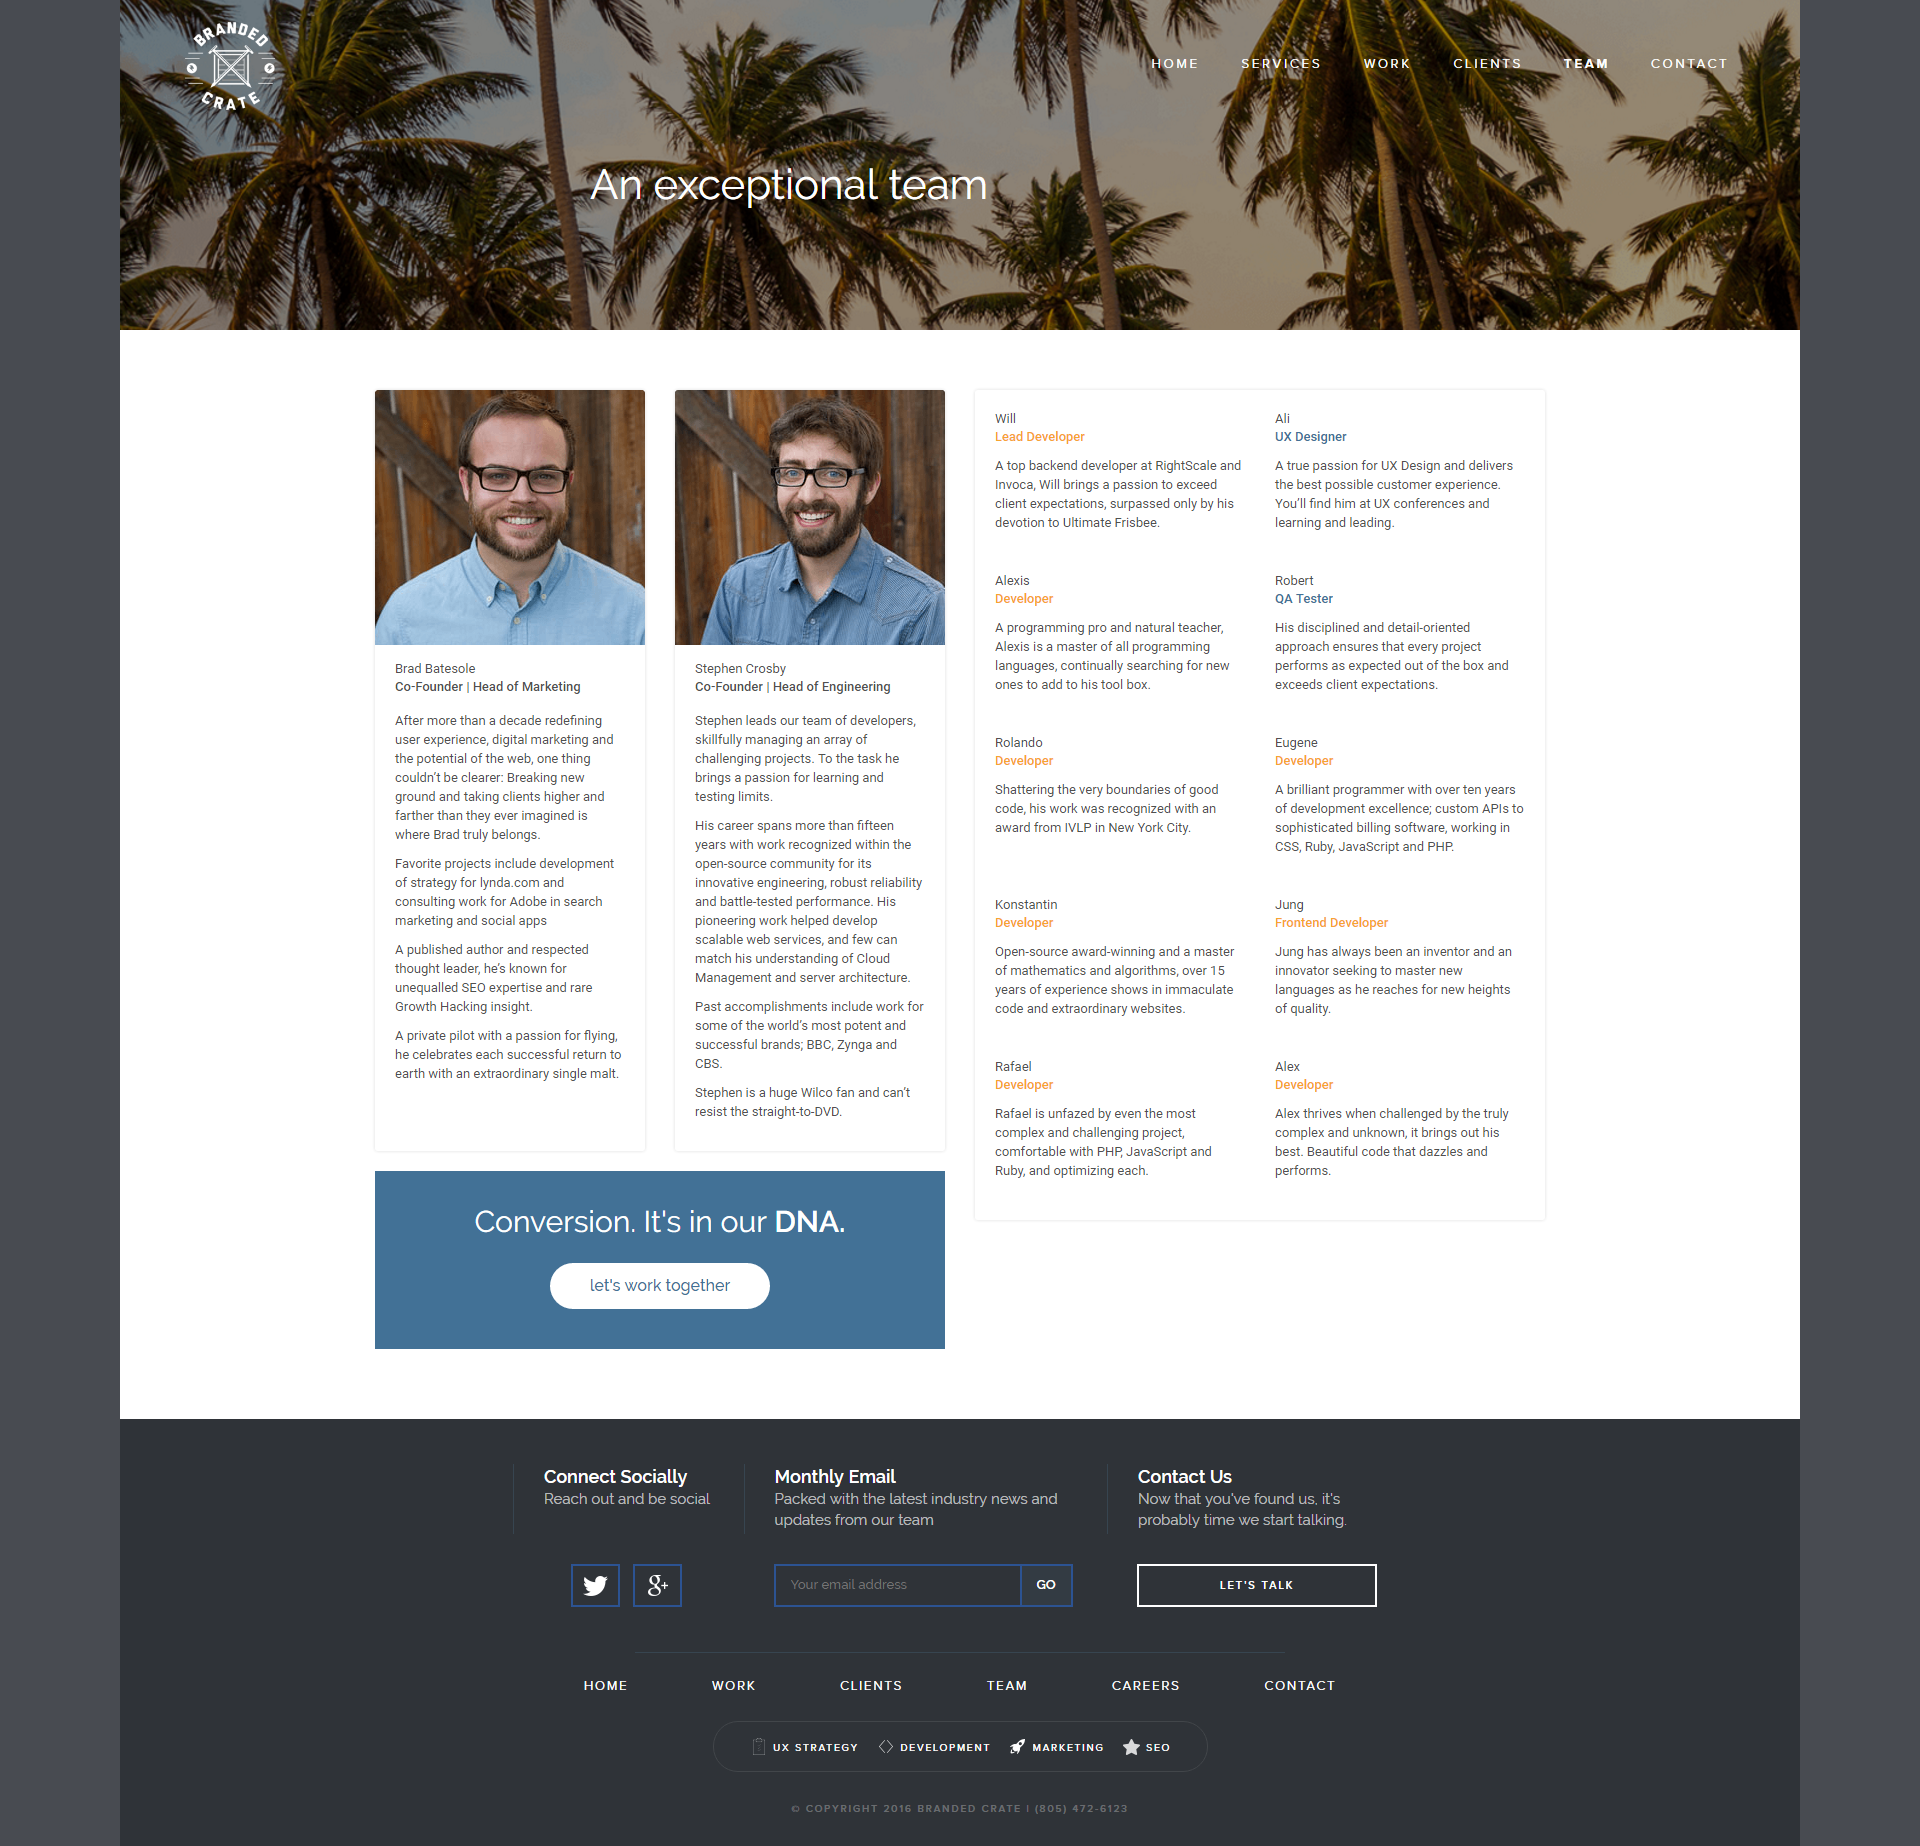 BRANDED
CRATE
HOME SERVICES WORK CLIENTS TEAM CONTACT
An exceptional team
Brad Batesole
Co-Founder | Head of Marketing
After more than a decade redefining
user experience, digital marketing and
the potential of the web, one thing
couldn’t be clearer: Breaking new
ground and taking clients higher and
farther than they ever imagined is
where Brad truly belongs.
Favorite projects include development
of strategy for lynda.com and
consulting work for Adobe in search
marketing and social apps
A published author and respected
thought leader, he’s known for
unequalled SEO expertise and rare
Growth Hacking insight.
A private pilot with a passion for flying,
he celebrates each successful return to
earth with an extraordinary single malt.
Stephen Crosby
Co-Founder | Head of Engineering
Stephen leads our team of developers,
skillfully managing an array of
challenging projects. To the task he
brings a passion for learning and
testing limits.
His career spans more than fifteen
years with work recognized within the
open-source community for its
innovative engineering, robust reliability
and battle-tested performance. His
pioneering work helped develop
scalable web services, and few can
match his understanding of Cloud
Management and server architecture.
Past accomplishments include work for
some of the world’s most potent and
successful brands; BBC, Zynga and
CBS.
Stephen is a huge Wilco fan and can’t
resist the straight-to-DVD.
Will
Lead Developer
A top backend developer at RightScale and
Invoca, Will brings a passion to exceed
client expectations, surpassed only by his
devotion to Ultimate Frisbee.
Ali
UX Designer
A true passion for UX Design and delivers
the best possible customer experience.
You’ll find him at UX conferences and
learning and leading.
Alexis
Developer
A programming pro and natural teacher,
Alexis is a master of all programming
languages, continually searching for new
ones to add to his tool box.
Robert
QA Tester
His disciplined and detail-oriented
approach ensures that every project
performs as expected out of the box and
exceeds client expectations.
Rolando
Developer
Shattering the very boundaries of good
code, his work was recognized with an
award from IVLP in New York City.
Eugene
Developer
A brilliant programmer with over ten years
of development excellence; custom APIs to
sophisticated billing software, working in
CSS, Ruby, JavaScript and PHP.
Konstantin
Developer
Open-source award-winning and a master
of mathematics and algorithms, over 15
years of experience shows in immaculate
code and extraordinary websites.
Jung
Frontend Developer
Jung has always been an inventor and an
innovator seeking to master new
languages as he reaches for new heights
of quality.
Rafael
Developer
Rafael is unfazed by even the most
complex and challenging project,
comfortable with PHP, JavaScript and
Ruby, and optimizing each.
Alex
Developer
Alex thrives when challenged by the truly
complex and unknown, it brings out his
best. Beautiful code that dazzles and
performs.
Conversion. It's in our DNA.
let's work together
Connect Socially
Reach out and be social
Monthly Email
Packed with the latest industry news and
updates from our team
Your email address GO
Contact Us
Now that you've found us, it's
probably time we start talking.
LET'S TALK
HOME WORK CLIENTS TEAM CAREERS CONTACT
UX STRATEGY DEVELOPMENT MARKETING SEO
© COPYRIGHT 2016 BRANDED CRATE | (805) 472-6123